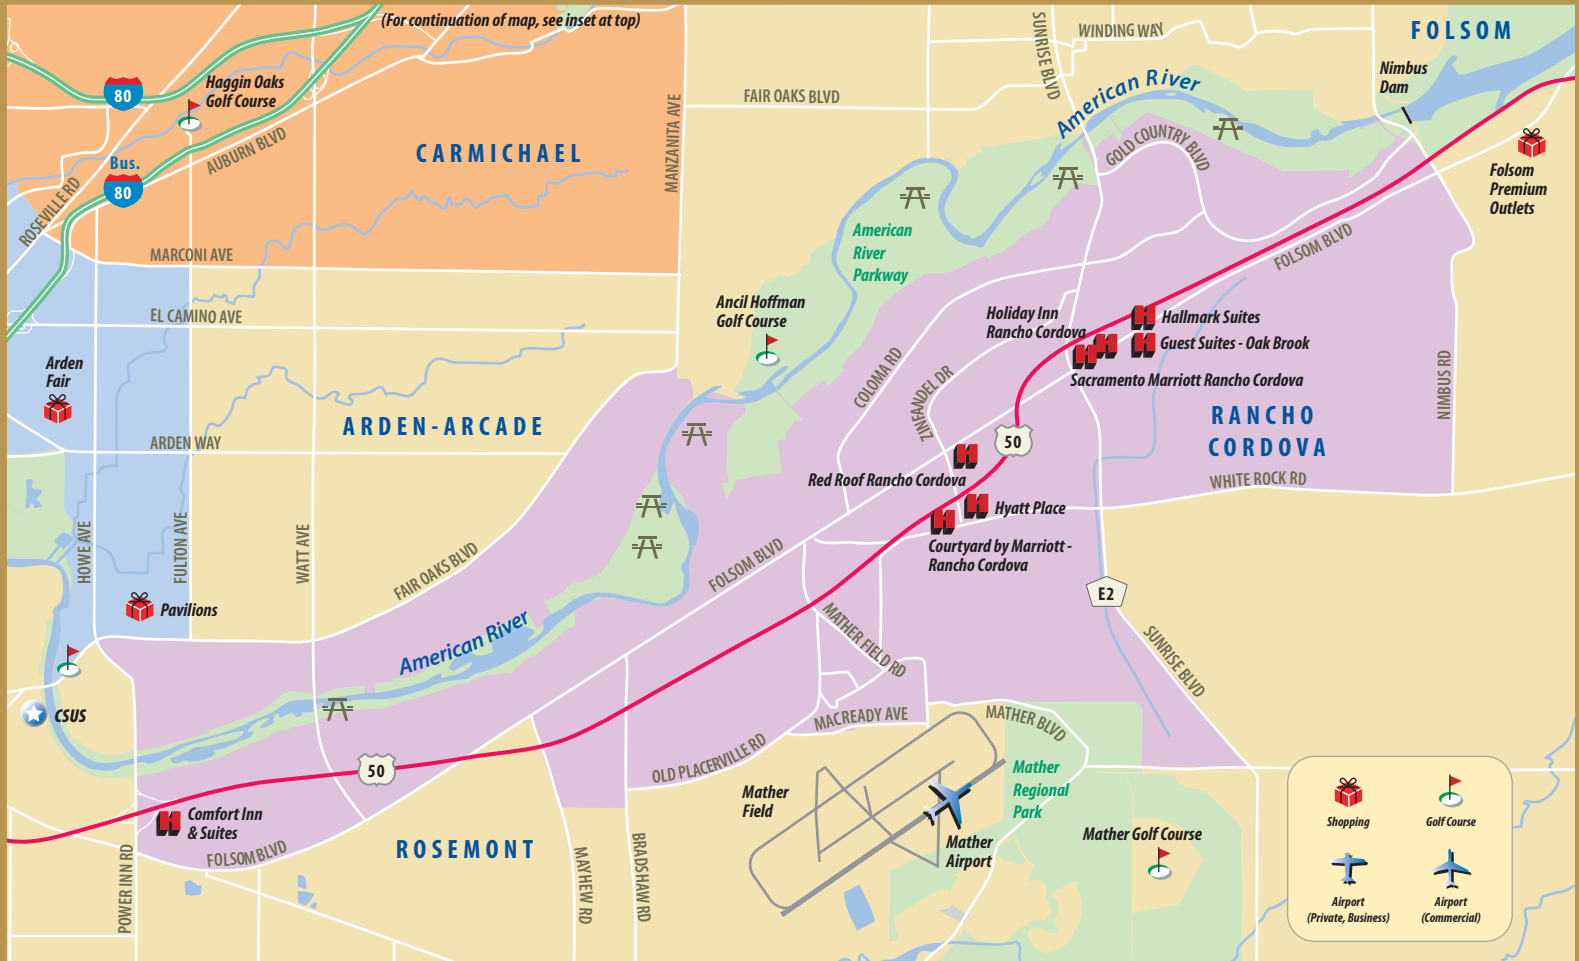 (For continuation of map, see inset at top)
FOLSOM
WINDING WAY
SUNRISE BLVD
Nimbus
Dam
80
Haggin Oaks
Golf Course
American River
FAIR OAKS BLVD
MANZANITA AVE
AUBURN BLVD
CARMICHAEL
GOLD COUNTRY BLVD
Bus.
80
ROSEVILLE RD
Folsom
Premium
Outlets
American
River
Parkway
MARCONI AVE
FOLSOM BLVD
EL CAMINO AVE
Ancil Hoffman
Golf Course
Holiday Inn
Rancho Cordova
Hallmark Suites
Guest Suites - Oak Brook
Sacramento Marriott Rancho Cordova
Arden
Fair
COLOMA RD
ZINFANDEL DR
NIMBUS RD
ARDEN-ARCADE
RANCHO
CORDOVA
ARDEN WAY
50
Red Roof Rancho Cordova
WHITE ROCK RD
Hyatt Place
Courtyard by Marriott -
Rancho Cordova
HOWE AVE
FULTON AVE
WATT AVE
FAIR OAKS BLVD
FOLSOM BLVD
E2
Pavilions
American River
MATHER FIELD RD
SUNRISE BLVD
CSUS
MACREADY AVE
MATHER BLVD
50
OLD PLACERVILLE RD
Mather
Field
Mather
Regional
Park
Comfort Inn
& Suites
FOLSOM BLVD
ROSEMONT
Mather
Airport
Mather Golf Course
POWER INN RD
MAYHEW RD
BRADSHAW RD
Shopping
Golf Course
Airport
(Private, Business)
Airport
(Commercial)